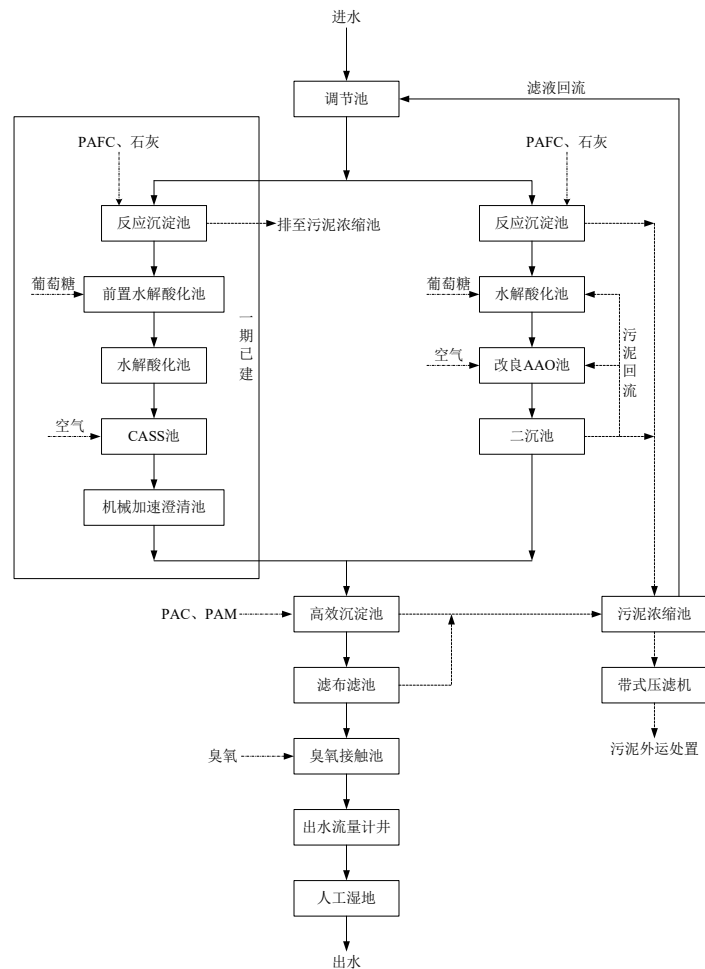 进水
调节池
滤液回流
PAFC、石灰
PAFC、石灰
反应沉淀池
排至污泥浓缩池
反应沉淀池
葡萄糖
前置水解酸化池
葡萄糖
水解酸化池
一期已建
污泥回流
水解酸化池
空气
改良AAO池
空气
CASS池
二沉池
机械加速澄清池
PAC、PAM
高效沉淀池
污泥浓缩池
滤布滤池
带式压滤机
臭氧
臭氧接触池
污泥外运处置
出水流量计井
人工湿地
出水